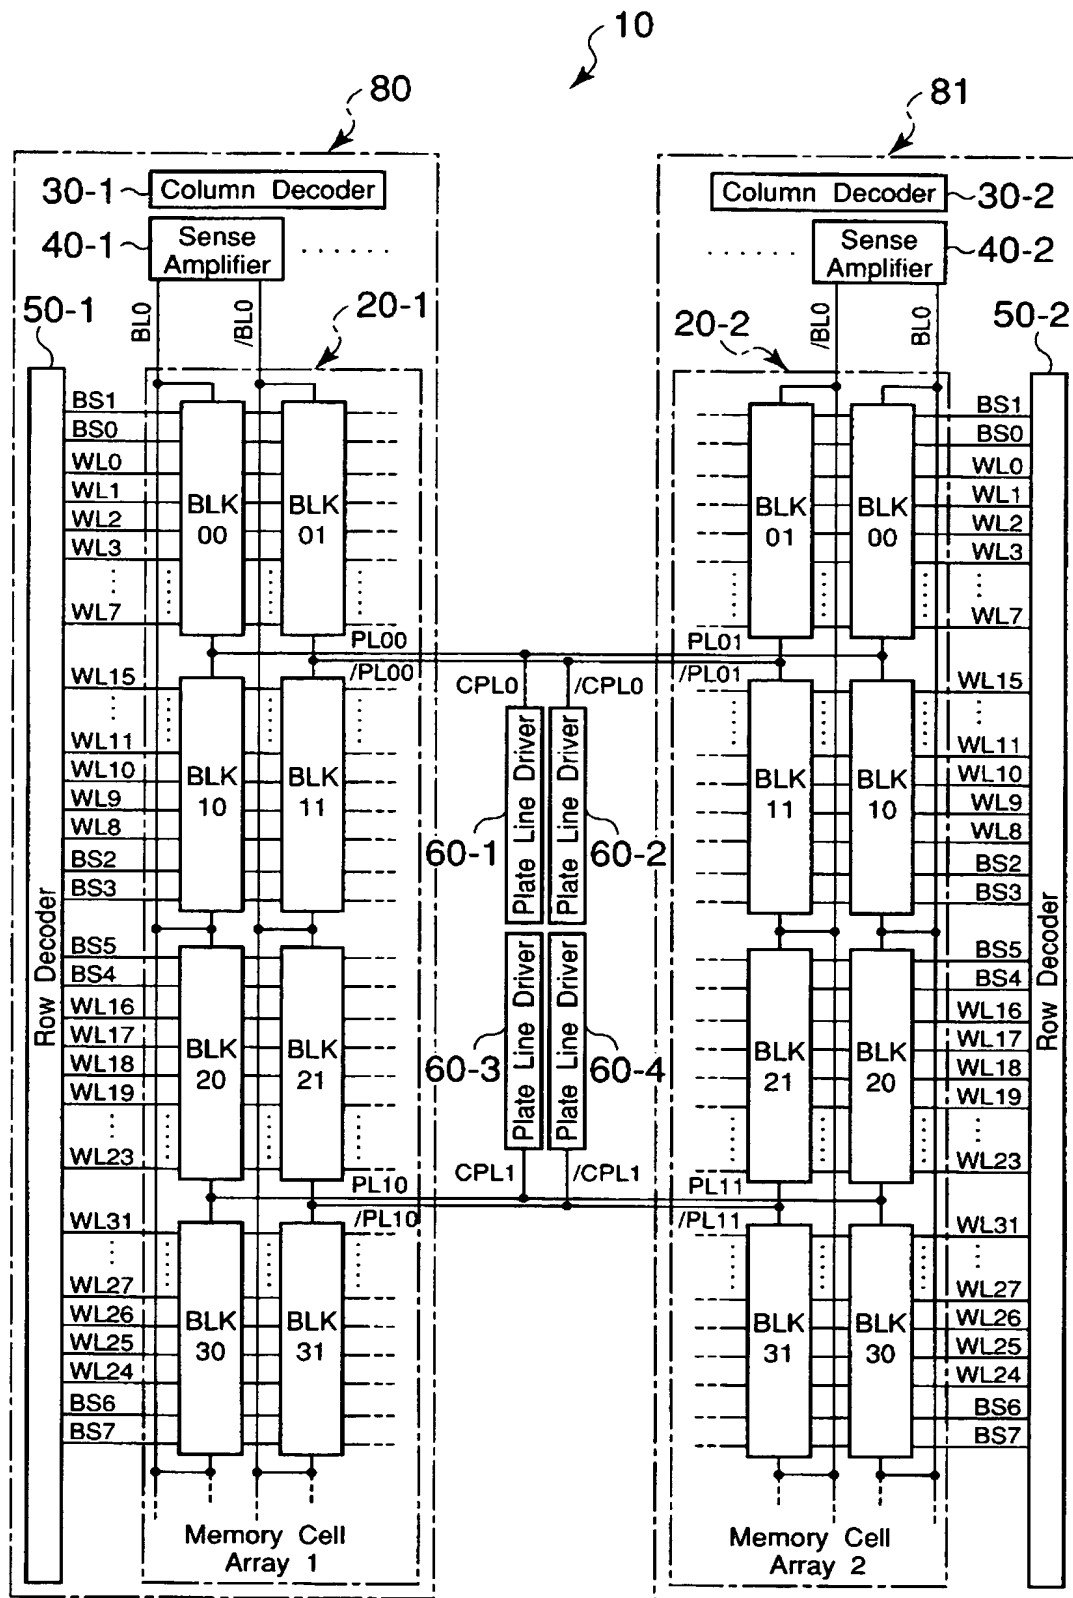 10
80
81
30-1
Column Decoder
Column Decoder
30-2
40-1
Sense
Amplifier
. . . . . .
. . . . . .
Sense
Amplifier
40-2
50-1
BL0
/BL0
20-1
20-2
/BL0
BL0
50-2
Row Decoder
BS1
BS0
WL0
WL1
WL2
WL3
WL7
WL15
WL11
WL10
WL9
WL8
BS2
BS3
BS5
BS4
WL16
WL17
WL18
WL19
WL23
WL31
WL27
WL26
WL25
WL24
BS6
BS7
BLK
00
BLK
01
BLK
10
BLK
11
BLK
20
BLK
21
BLK
30
BLK
31
PL00
/PL00
PL01
/PL01
CPL0
/CPL0
60-1
Plate Line Driver
Plate Line Driver
60-2
60-3
Plate Line Driver
Plate Line Driver
60-4
CPL1
/CPL1
PL10
/PL10
PL11
/PL11
BLK
01
BLK
00
BLK
11
BLK
10
BLK
21
BLK
20
BLK
31
BLK
30
BS1
BS0
WL0
WL1
WL2
WL3
WL7
WL15
WL11
WL10
WL9
WL8
BS2
BS3
BS5
BS4
WL16
WL17
WL18
WL19
WL23
WL31
WL27
WL26
WL25
WL24
BS6
BS7
Row Decoder
Memory Cell
Array 1
Memory Cell
Array 2